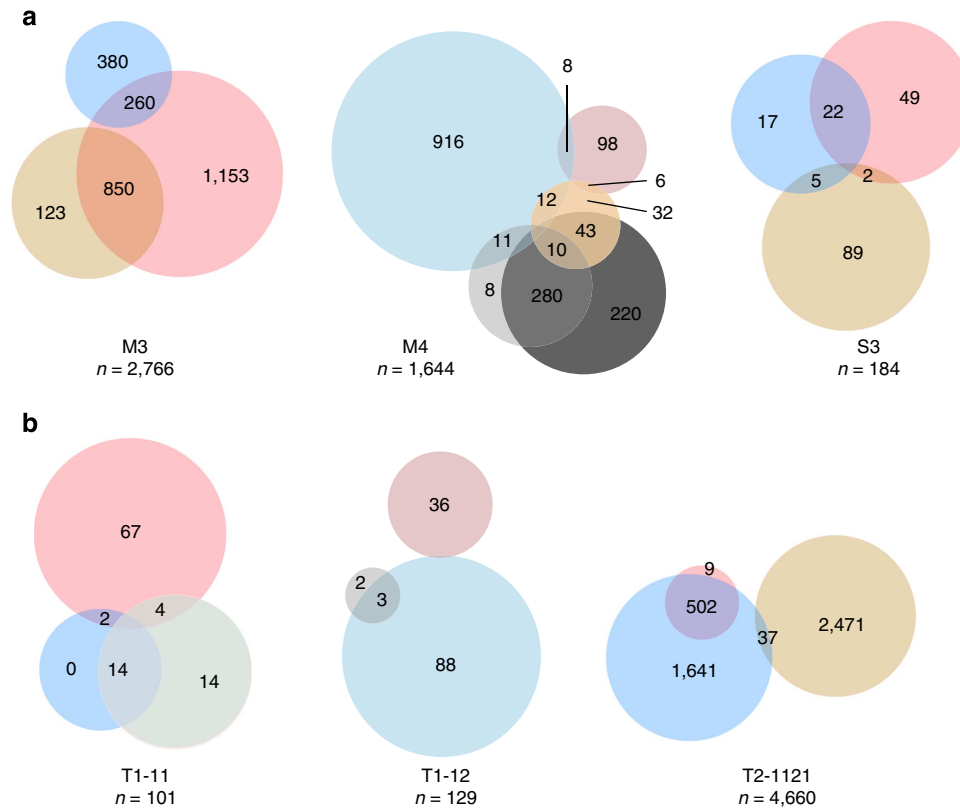 a
380
260
1,153
850
123
M3
n = 2,766
916
8
98
6
12
32
43
11
10
8
280
220
M4
n = 1,644
17
22
49
5
2
89
S3
n = 184
b
67
2
4
0
14
14
T1-11
n = 101
36
2
3
88
T1-12
n = 129
9
502
37
2,471
1,641
T2-1121
n = 4,660